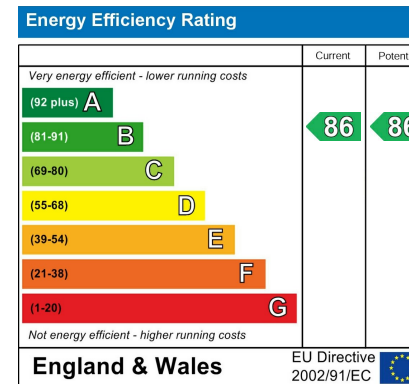 Energy Efficiency Rating
Current Potent
Very energy efficient - lower running costs
(92 plus) A
(81-91) B
86 86
(69-80) C
(55-68) D
(39-54) E
(21-38) F
(1-20) G
Not energy efficient - higher running costs
England & Wales
EU Directive
2002/91/EC